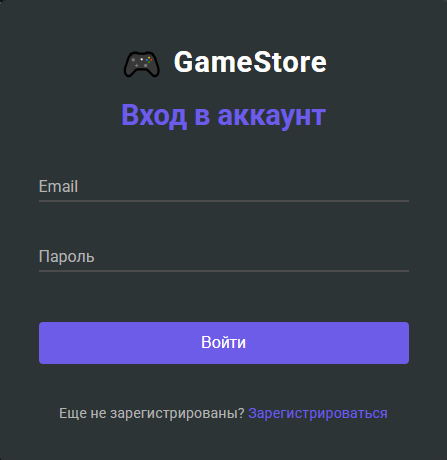 GameStore
Вход в аккаунт
Email
Пароль
Войти
Еще не зарегистрированы? Зарегистрироваться